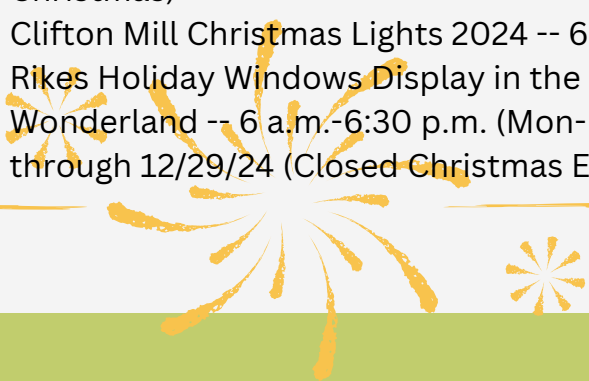 Christmas)
Clifton Mill Christmas Lights 2024 -- 6
Rikes Holiday Windows Display in the
Wonderland -- 6 a.m.-6:30 p.m. (Mon-
through 12/29/24 (Closed Christmas E